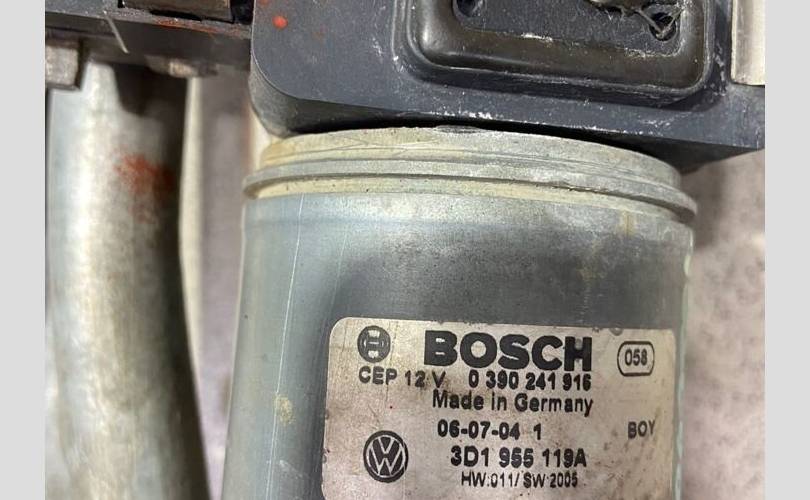 BOSCH 058
CEP 12 V 0 390 241 916
Made in Germany
06-07-04 1 BOY
3D1 955 119A
HW:011/ SW:2005